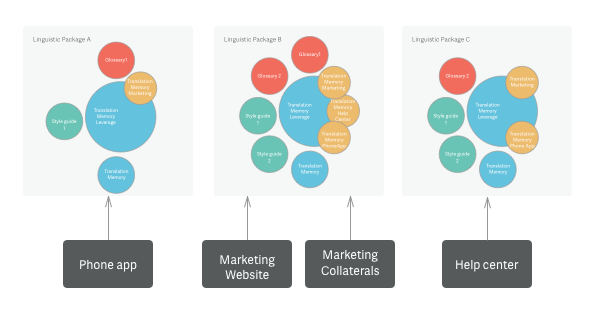 Linguistic Package A
Glossary1
Translation
Memory
Marketing
Translation
Memory
Leverage
Style guide
1
Translation
Memory
Linguistic Package B
Glossary1
Glossary 2
Translation
Memory
Marketing
Translation
Memory
Leverage
Translation
Memory
Help
Center
Style guide
1
Translation
Memory
PhoneApp
Style guide
2
Translation
Memory
Linguistic Package C
Glossary 2
Translation
Memory
Marketing
Translation
Memory
Leverage
Style guide
1
Translation
Memory
Phone App
Style guide
2
Translation
Memory
Phone app
Marketing
Website
Marketing
Collaterals
Help center